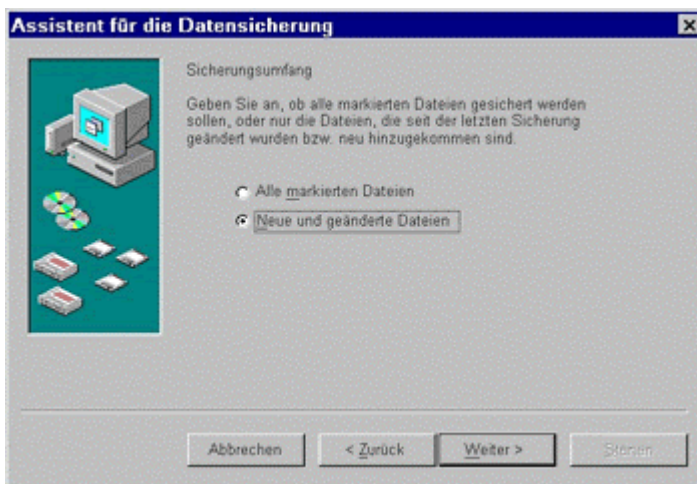 Assistent für die Datensicherung
Sicherungsumfang
Geben Sie an, ob alle markierten Dateien gesichert werden
sollen, oder nur die Dateien, die seit der letzten Sicherung
geändert wurden bzw. neu hinzugekommen sind.
Alle markierten Dateien
Neue und geänderte Dateien
Abbrechen < Zurück Weiter > Starten